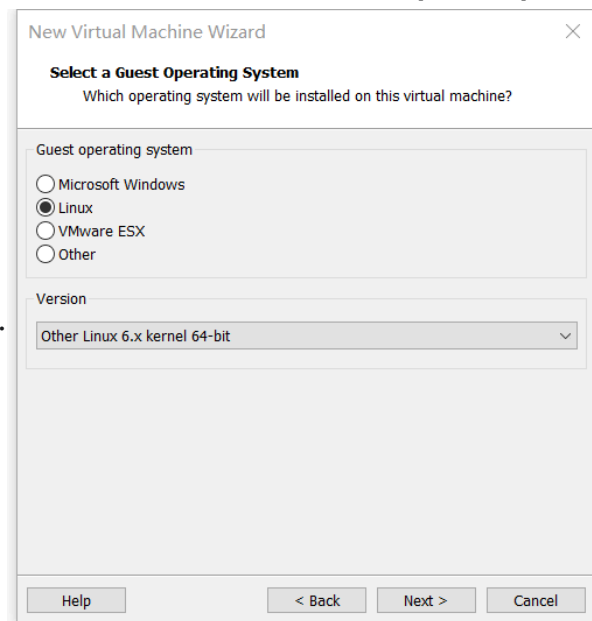 New Virtual Machine Wizard
Select a Guest Operating System
Which operating system will be installed on this virtual machine?
Guest operating system
Microsoft Windows
Linux
VMware ESX
Other
Version
Other Linux 6.x kernel 64-bit
Help
< Back
Next >
Cancel